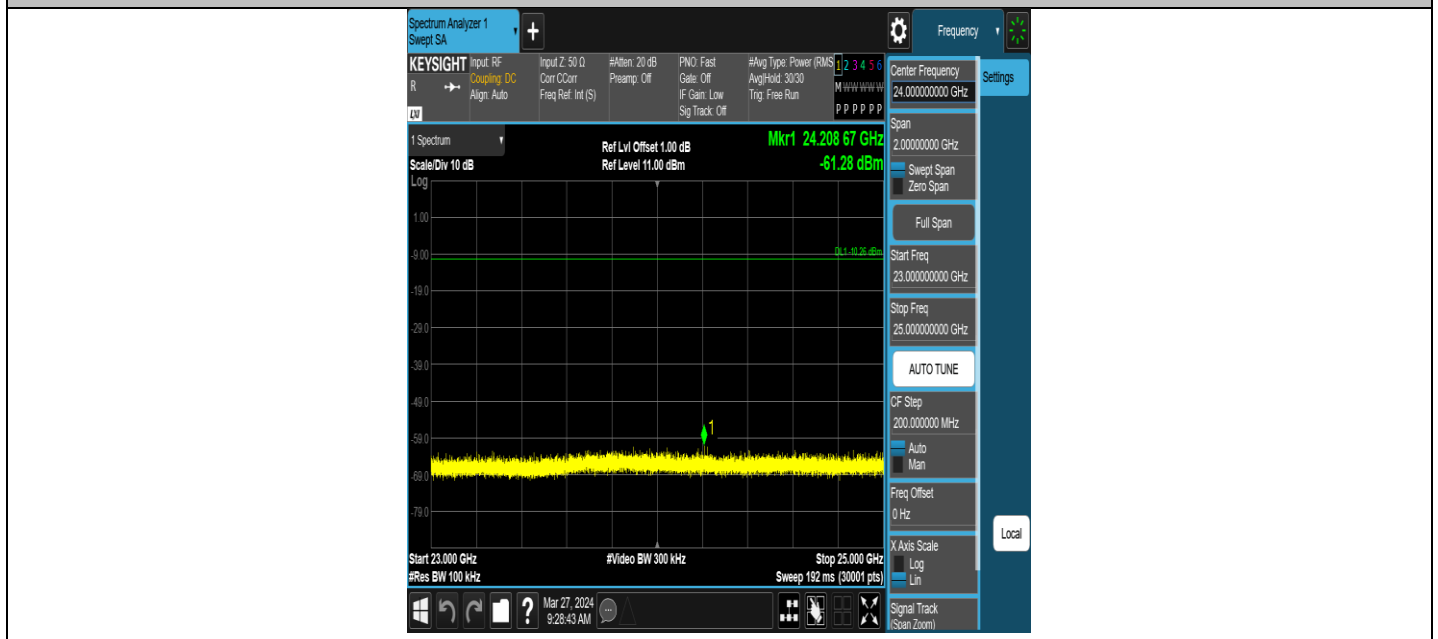 Spectrum Analyzer 1
Swept SA
+
Frequency
KEYSIGHT
R
LXI
Input: RF
Coupling: DC
Align: Auto
Input Z: 50 Ω
Corr CCorr
Freq Ref: Int (S)
#Atten: 20 dB
Preamp: Off
PNO: Fast
Gate: Off
IF Gain: Low
Sig Track: Off
#Avg Type: Power (RMS
Avg|Hold: 30/30
Trig: Free Run
1 2 3 4 5 6
M W W W W W
P P P P P P
1 Spectrum
Scale/Div 10 dB
Log
Ref Lvl Offset 1.00 dB
Ref Level 11.00 dBm
Mkr1 24.208 67 GHz
-61.28 dBm
1.00
-9.00
DL1 -10.26 dBm
-19.0
-29.0
-39.0
-49.0
1
-59.0
-69.0
-79.0
Start 23.000 GHz
#Video BW 300 kHz
Stop 25.000 GHz
#Res BW 100 kHz
Sweep 192 ms (30001 pts)
?
Mar 27, 2024
9:28:43 AM
Center Frequency
24.000000000 GHz
Settings
Span
2.00000000 GHz
Swept Span
Zero Span
Full Span
Start Freq
23.000000000 GHz
Stop Freq
25.000000000 GHz
AUTO TUNE
CF Step
200.000000 MHz
Auto
Man
Freq Offset
0 Hz
X Axis Scale
Log
Lin
Local
Signal Track
(Span Zoom)